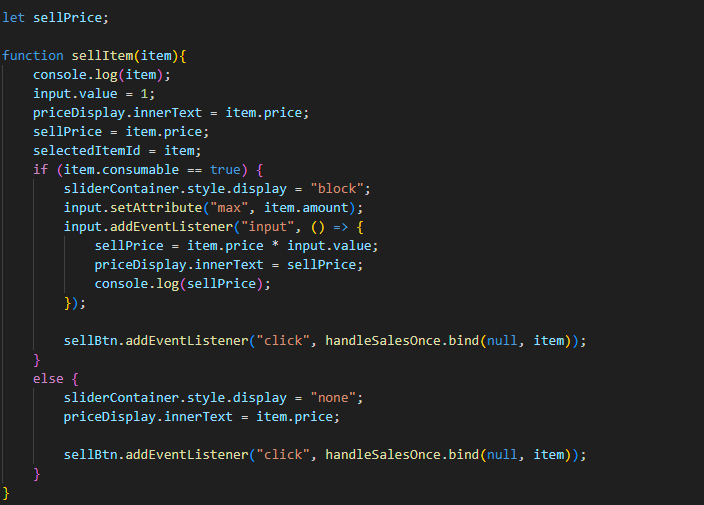 let sellPrice;

function sellItem(item){
    console.log(item);
    input.value = 1;
    priceDisplay.innerText = item.price;
    sellPrice = item.price;
    selectedItemId = item;
    if (item.consumable == true) {
        sliderContainer.style.display = "block";
        input.setAttribute("max", item.amount);
        input.addEventListener("input", () => {
            sellPrice = item.price * input.value;
            priceDisplay.innerText = sellPrice;
            console.log(sellPrice);
        });

        sellBtn.addEventListener("click", handleSalesOnce.bind(null, item));
    }
    else {
        sliderContainer.style.display = "none";
        priceDisplay.innerText = item.price;

        sellBtn.addEventListener("click", handleSalesOnce.bind(null, item));
    }
}